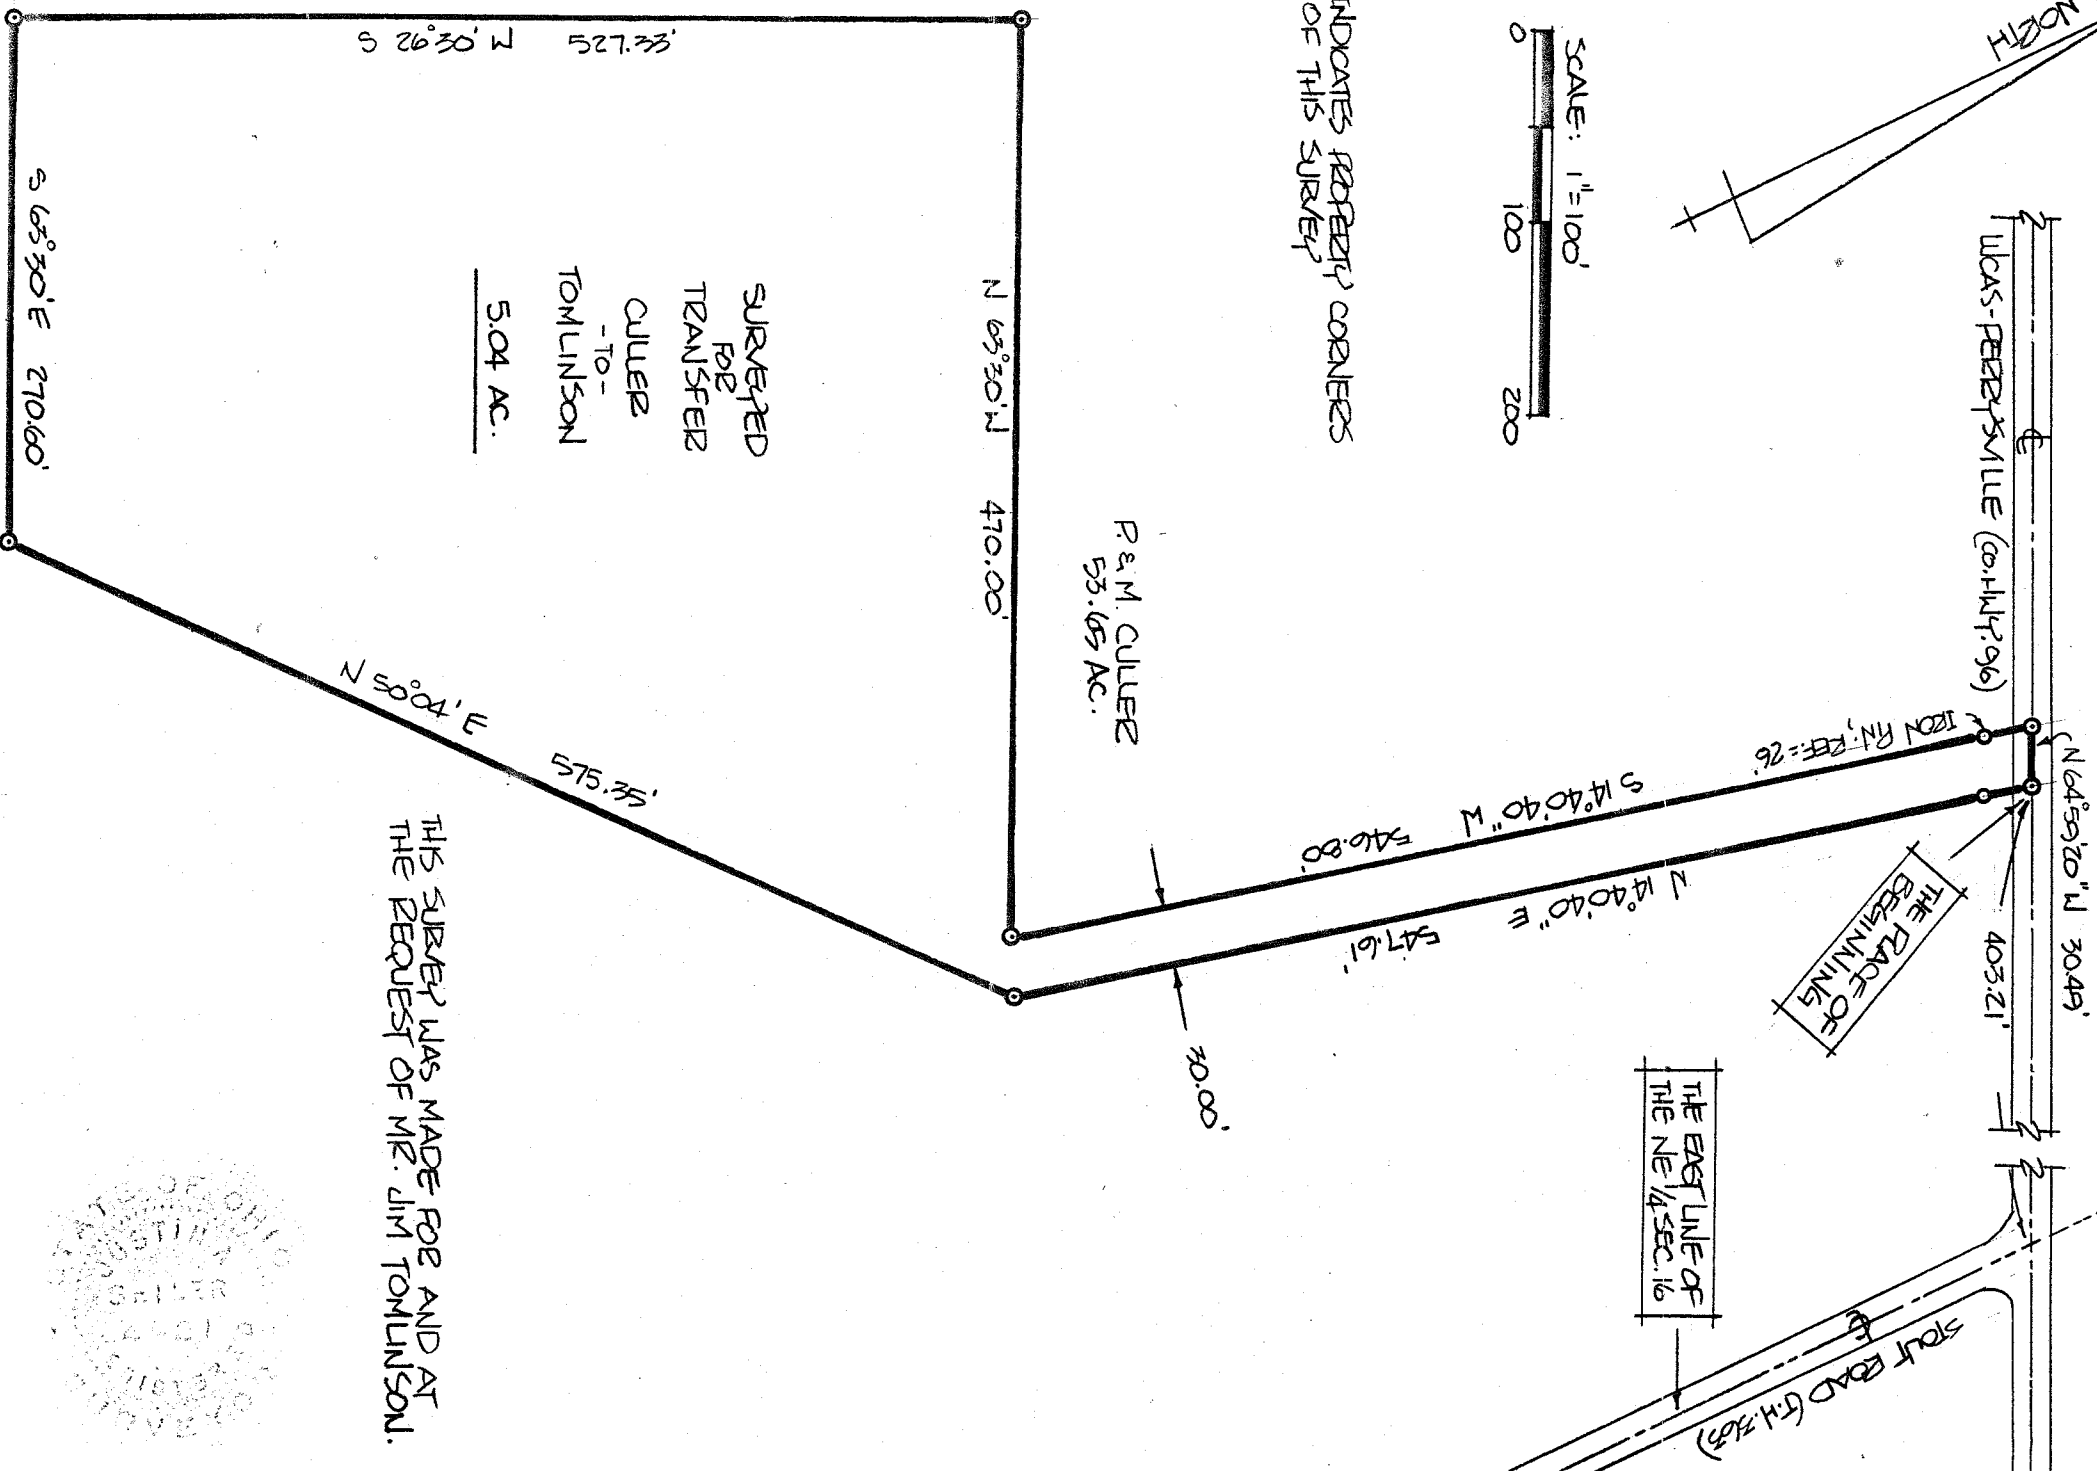 NORTH
SCALE: 1"=100'
0 100 200
INDICATES PROPERTY CORNERS
OF THIS SURVEY
LUCAS-PERRYSVILLE (CO.HWY.96)
N 64°59'20" W 30.49'
403.21'
THE PLACE OF
BEGINNING
IRON PIN; REF.=26'
S 14°40'40" W 546.80'
N 14°40'40" E 547.61'
30.00'
THE EAST LINE OF
THE NE 1/4 SEC. 16
STOUT ROAD (T.H. 363)
P. & M. CULLER
53.65 AC.
N 63°30' W 470.00'
S 26°30' W 527.33'
SURVEYED
FOR
TRANSFER
CULLER
-TO-
TOMLINSON
5.04 AC.
S 63°30' E 270.60'
N 50°04' E 575.35'
THIS SURVEY WAS MADE FOR AND AT
THE REQUEST OF MR. JIM TOMLINSON.